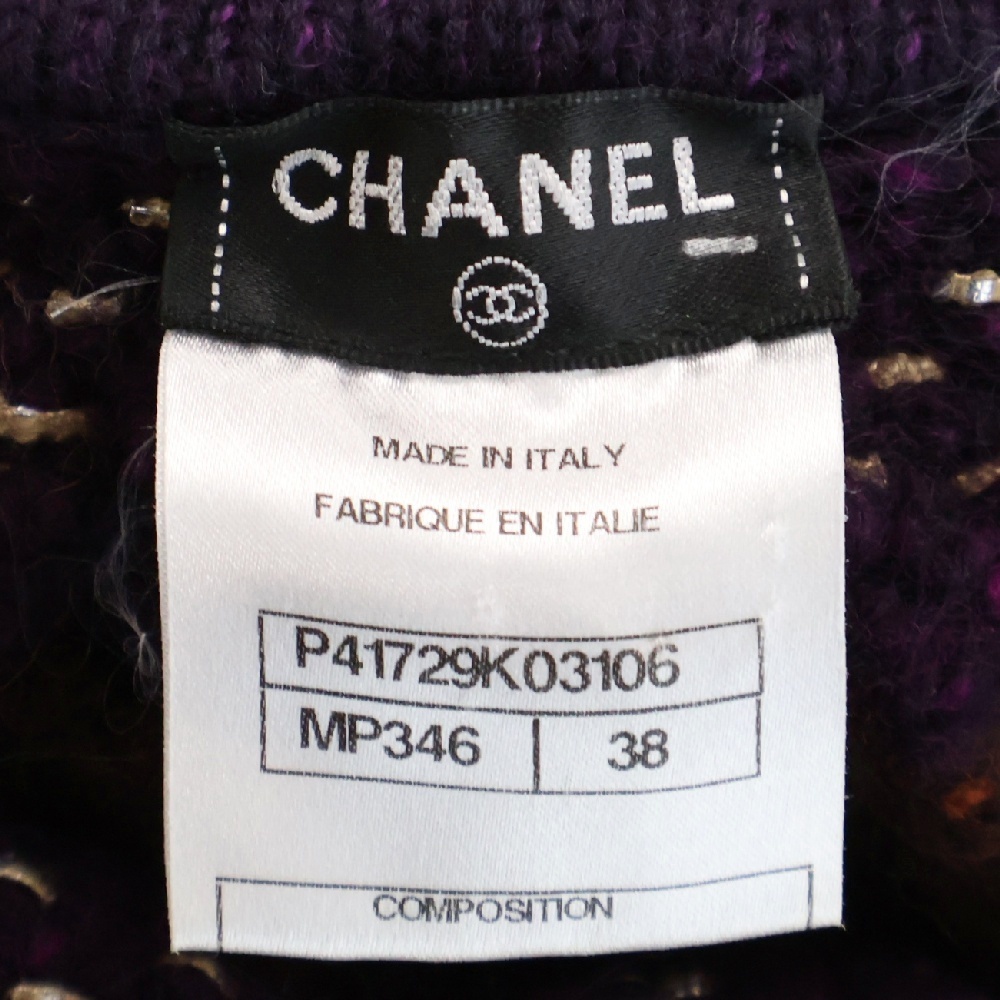 CHANEL
MADE IN ITALY
FABRIQUE EN ITALIE
P41729K03106
MP346 38
COMPOSITION